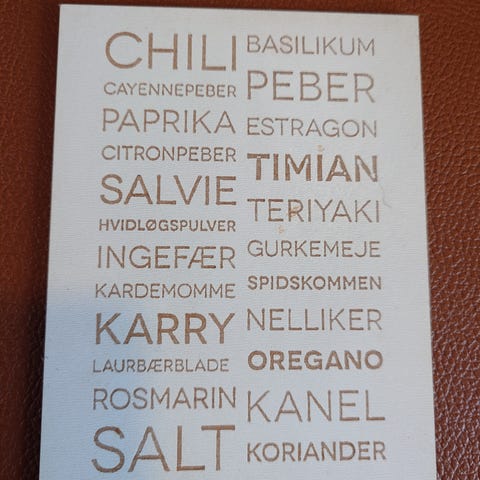 CHILI
CAYENNEPEBER
PAPRIKA
CITRONPEBER
SALVIE
HVIDLØGSPULVER
INGEFÆR
KARDEMOMME
KARRY
LAURBÆRBLADE
ROSMARIN
SALT
BASILIKUM
PEBER
ESTRAGON
TIMIAN
TERIYAKI
GURKEMEJE
SPIDSKOMMEN
NELLIKER
OREGANO
KANEL
KORIANDER